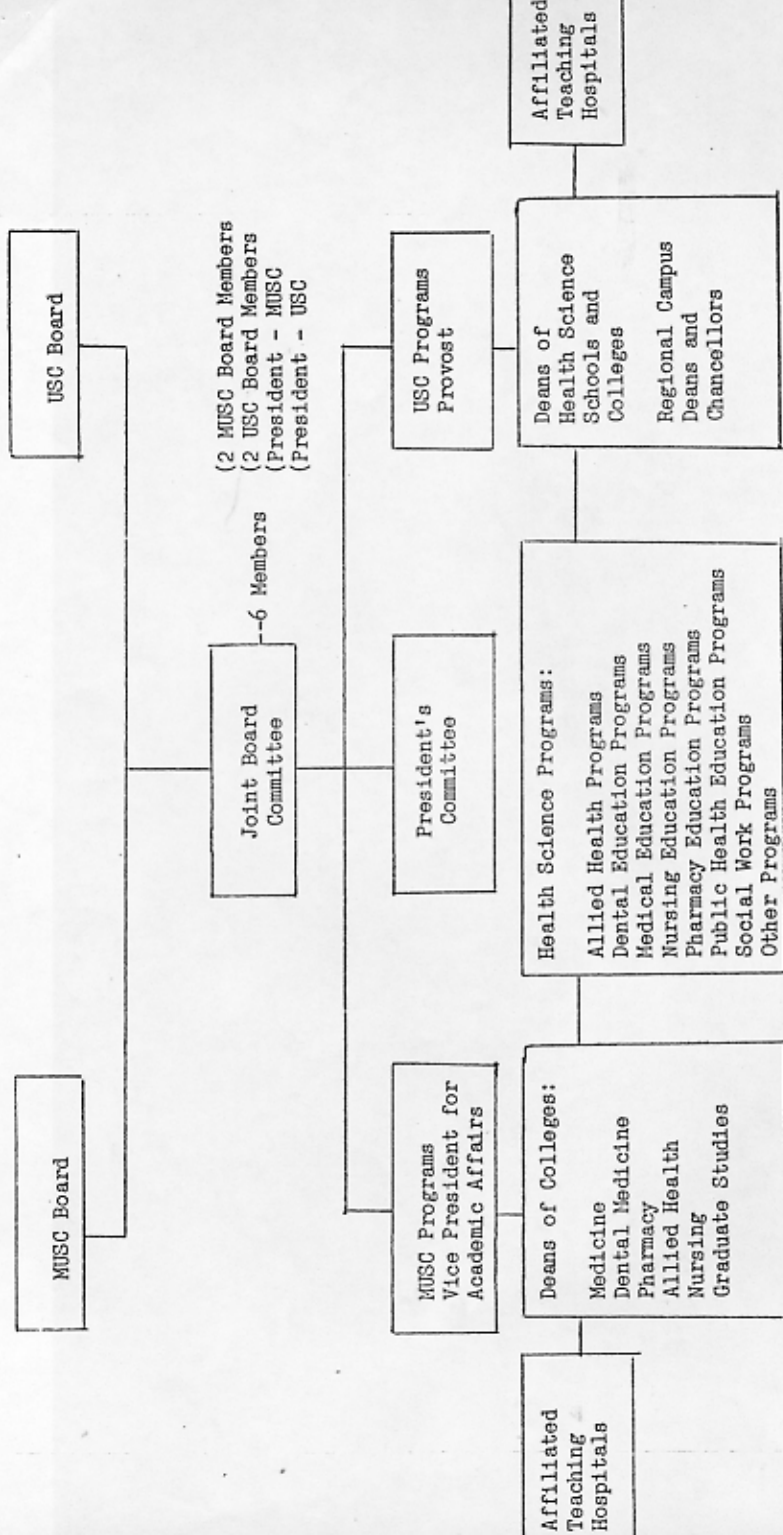 MUSC Board
USC Board
Joint Board
Committee
--6 Members
(2 MUSC Board Members
(2 USC Board Members
(President - MUSC
(President - USC
MUSC Programs
Vice President for
Academic Affairs
President's
Committee
USC Programs
Provost
Affiliated
Teaching
Hospitals
Deans of Colleges:
Medicine
Dental Medicine
Pharmacy
Allied Health
Nursing
Graduate Studies
Health Science Programs:
Allied Health Programs
Dental Education Programs
Medical Education Programs
Nursing Education Programs
Pharmacy Education Programs
Public Health Education Programs
Social Work Programs
Other Programs
Deans of
Health Science
Schools and
Colleges
Regional Campus
Deans and
Chancellors
Affiliated
Teaching
Hospitals